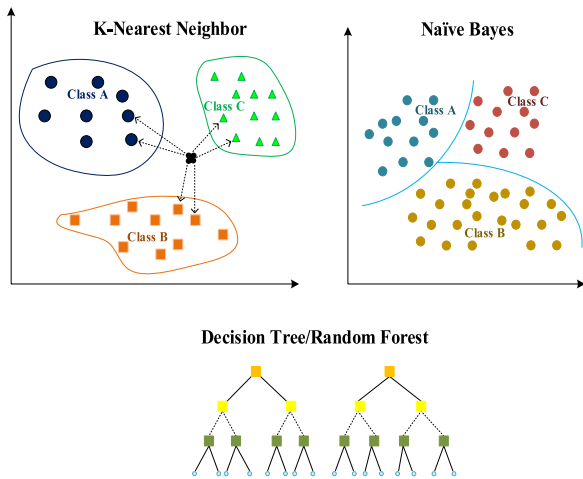 K-Nearest Neighbor
Class A
Class C
Class B
Naïve Bayes
Class A
Class C
Class B
Decision Tree/Random Forest